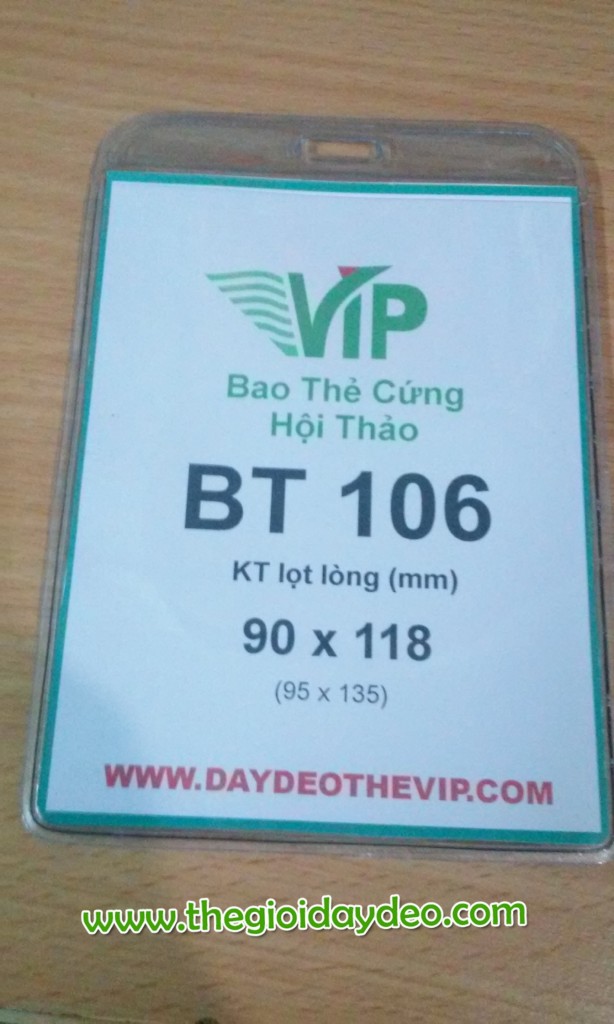 VIP
Bao Thẻ Cứng
Hội Thảo
BT 106
KT lọt lòng (mm)
90 x 118
(95 x 135)
WWW.DAYDEOTHEVIP.COM
www.thegioidaydeo.com